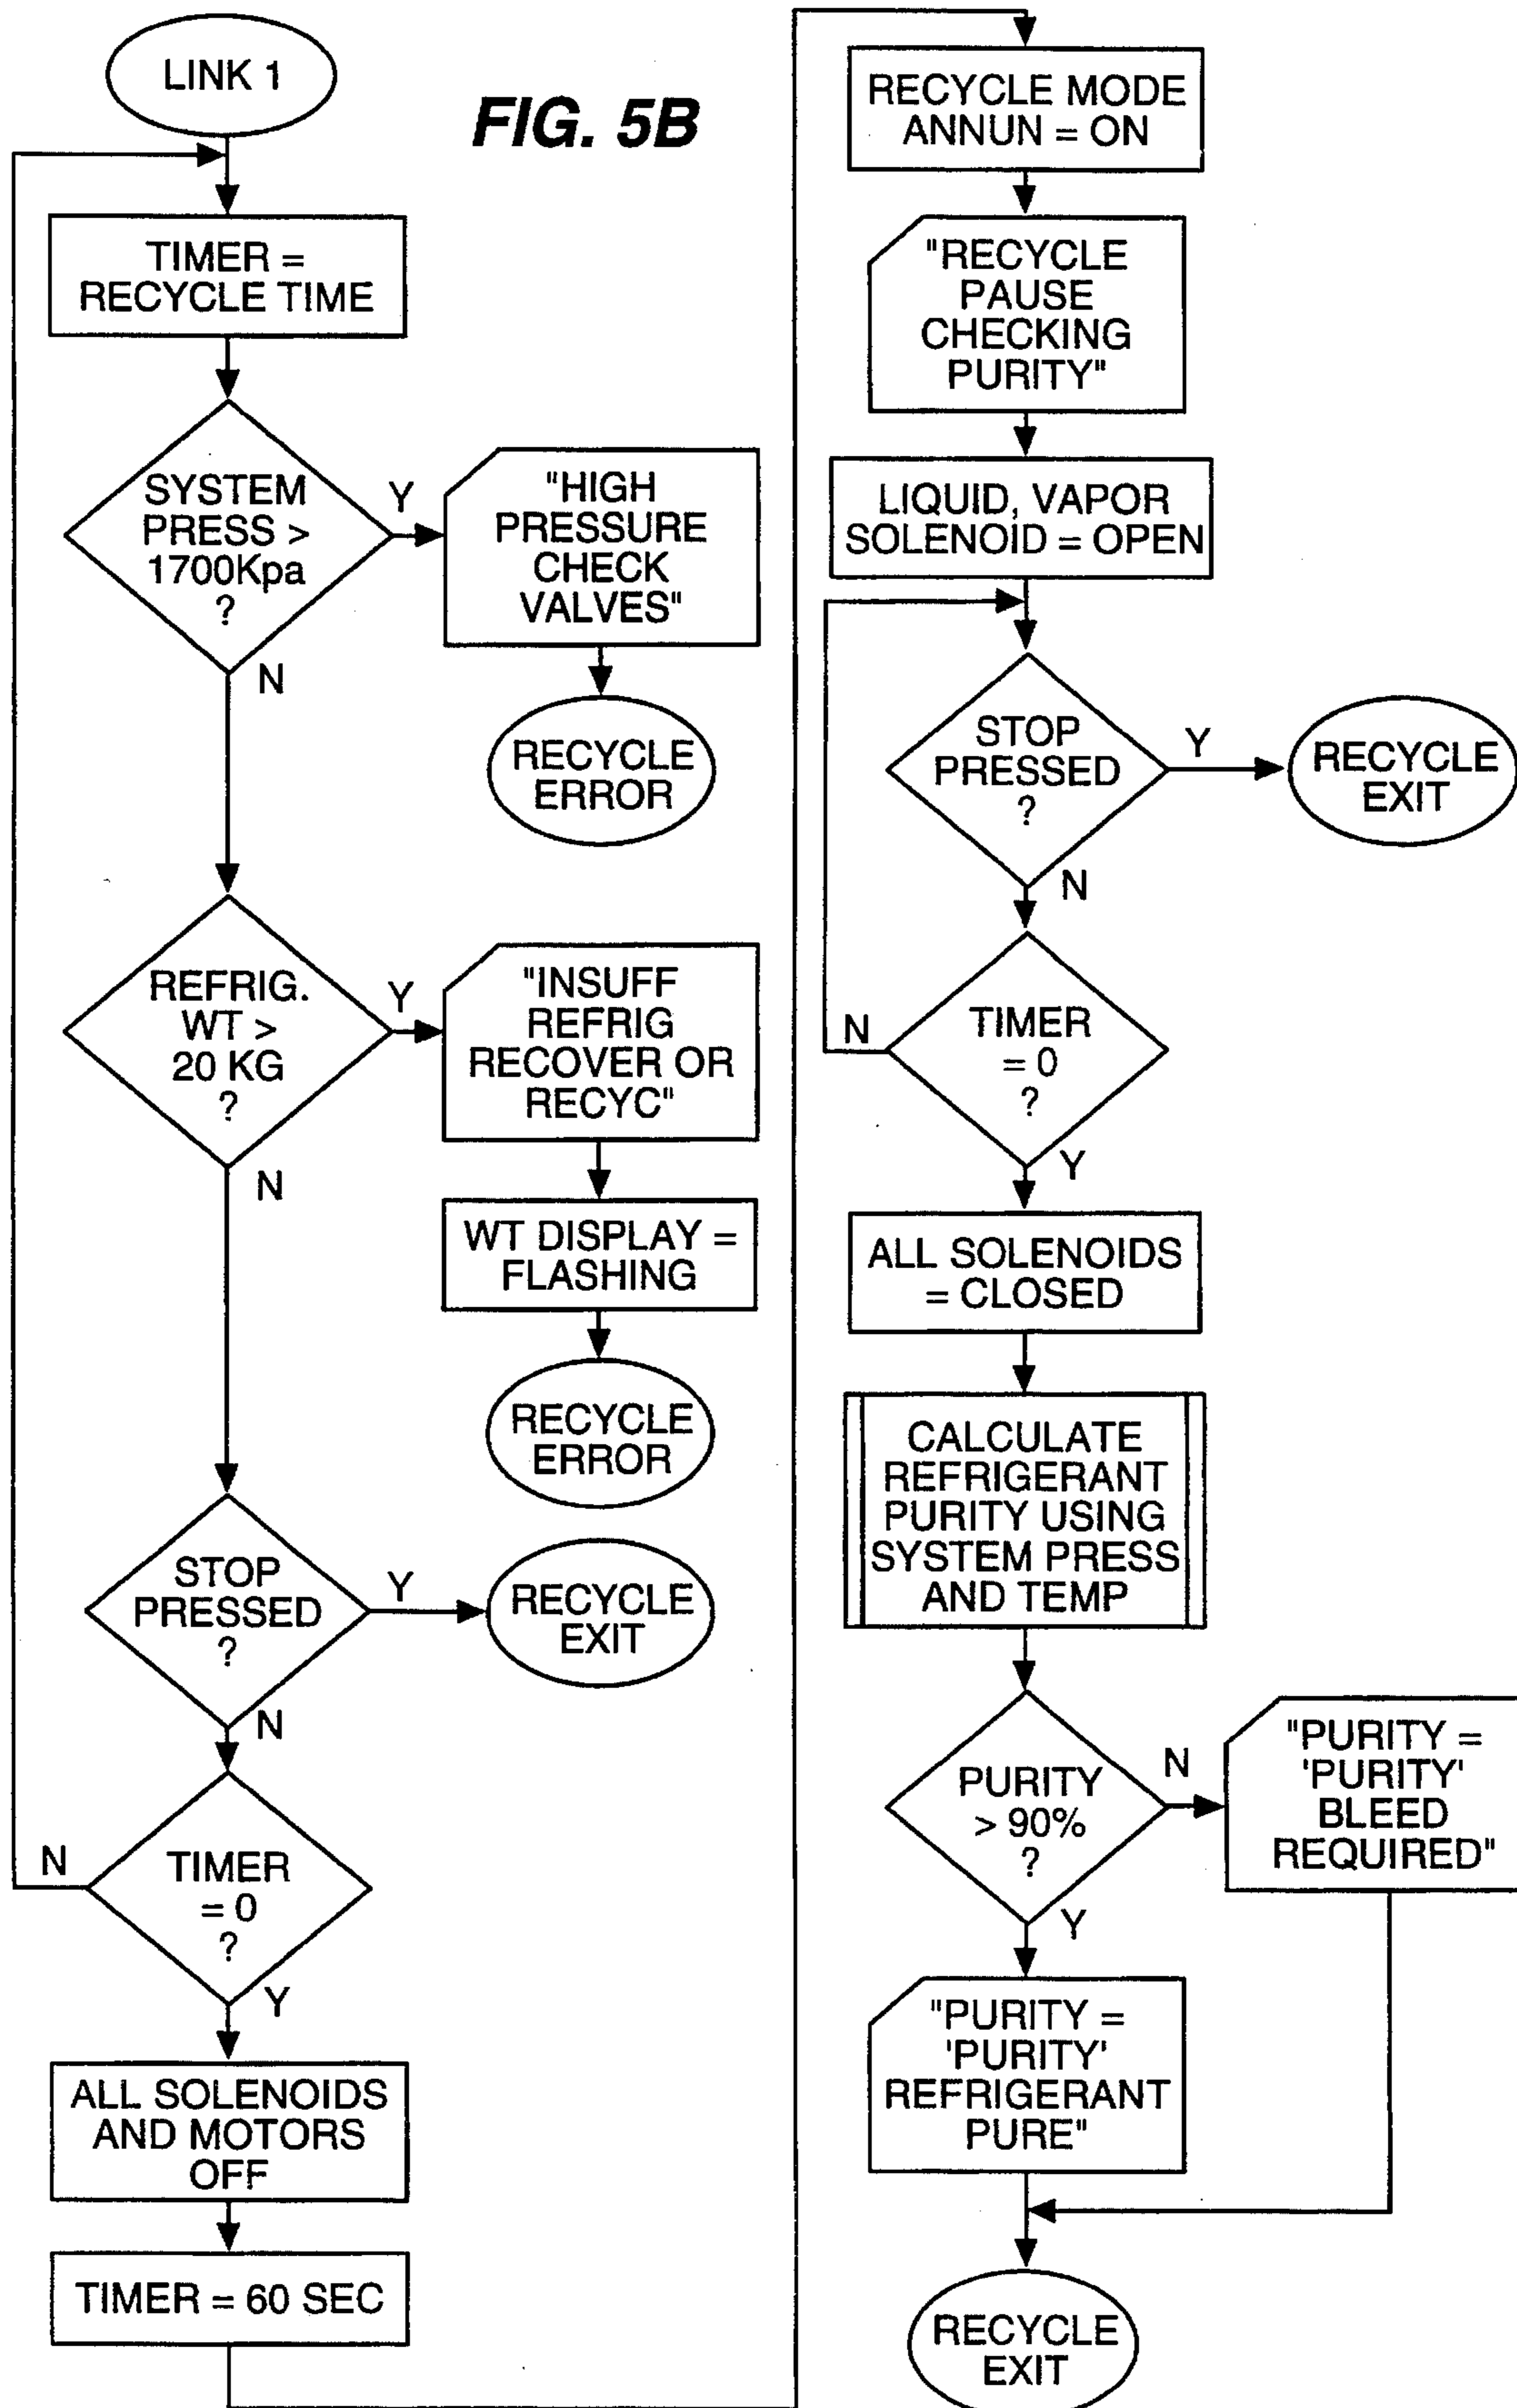 LINK 1
FIG. 5B
TIMER =
RECYCLE TIME
SYSTEM
PRESS >
1700Kpa
?
Y
N
"HIGH
PRESSURE
CHECK
VALVES"
RECYCLE
ERROR
REFRIG.
WT >
20 KG
?
Y
N
"INSUFF
REFRIG
RECOVER OR
RECYC"
WT DISPLAY =
FLASHING
RECYCLE
ERROR
STOP
PRESSED
?
Y
N
RECYCLE
EXIT
TIMER
= 0
?
N
Y
ALL SOLENOIDS
AND MOTORS
OFF
TIMER = 60 SEC
RECYCLE MODE
ANNUN = ON
"RECYCLE
PAUSE
CHECKING
PURITY"
LIQUID, VAPOR
SOLENOID = OPEN
STOP
PRESSED
?
Y
N
RECYCLE
EXIT
TIMER
= 0
?
N
Y
ALL SOLENOIDS
= CLOSED
CALCULATE
REFRIGERANT
PURITY USING
SYSTEM PRESS
AND TEMP
PURITY
> 90%
?
N
Y
"PURITY =
'PURITY'
BLEED
REQUIRED"
"PURITY =
'PURITY'
REFRIGERANT
PURE"
RECYCLE
EXIT